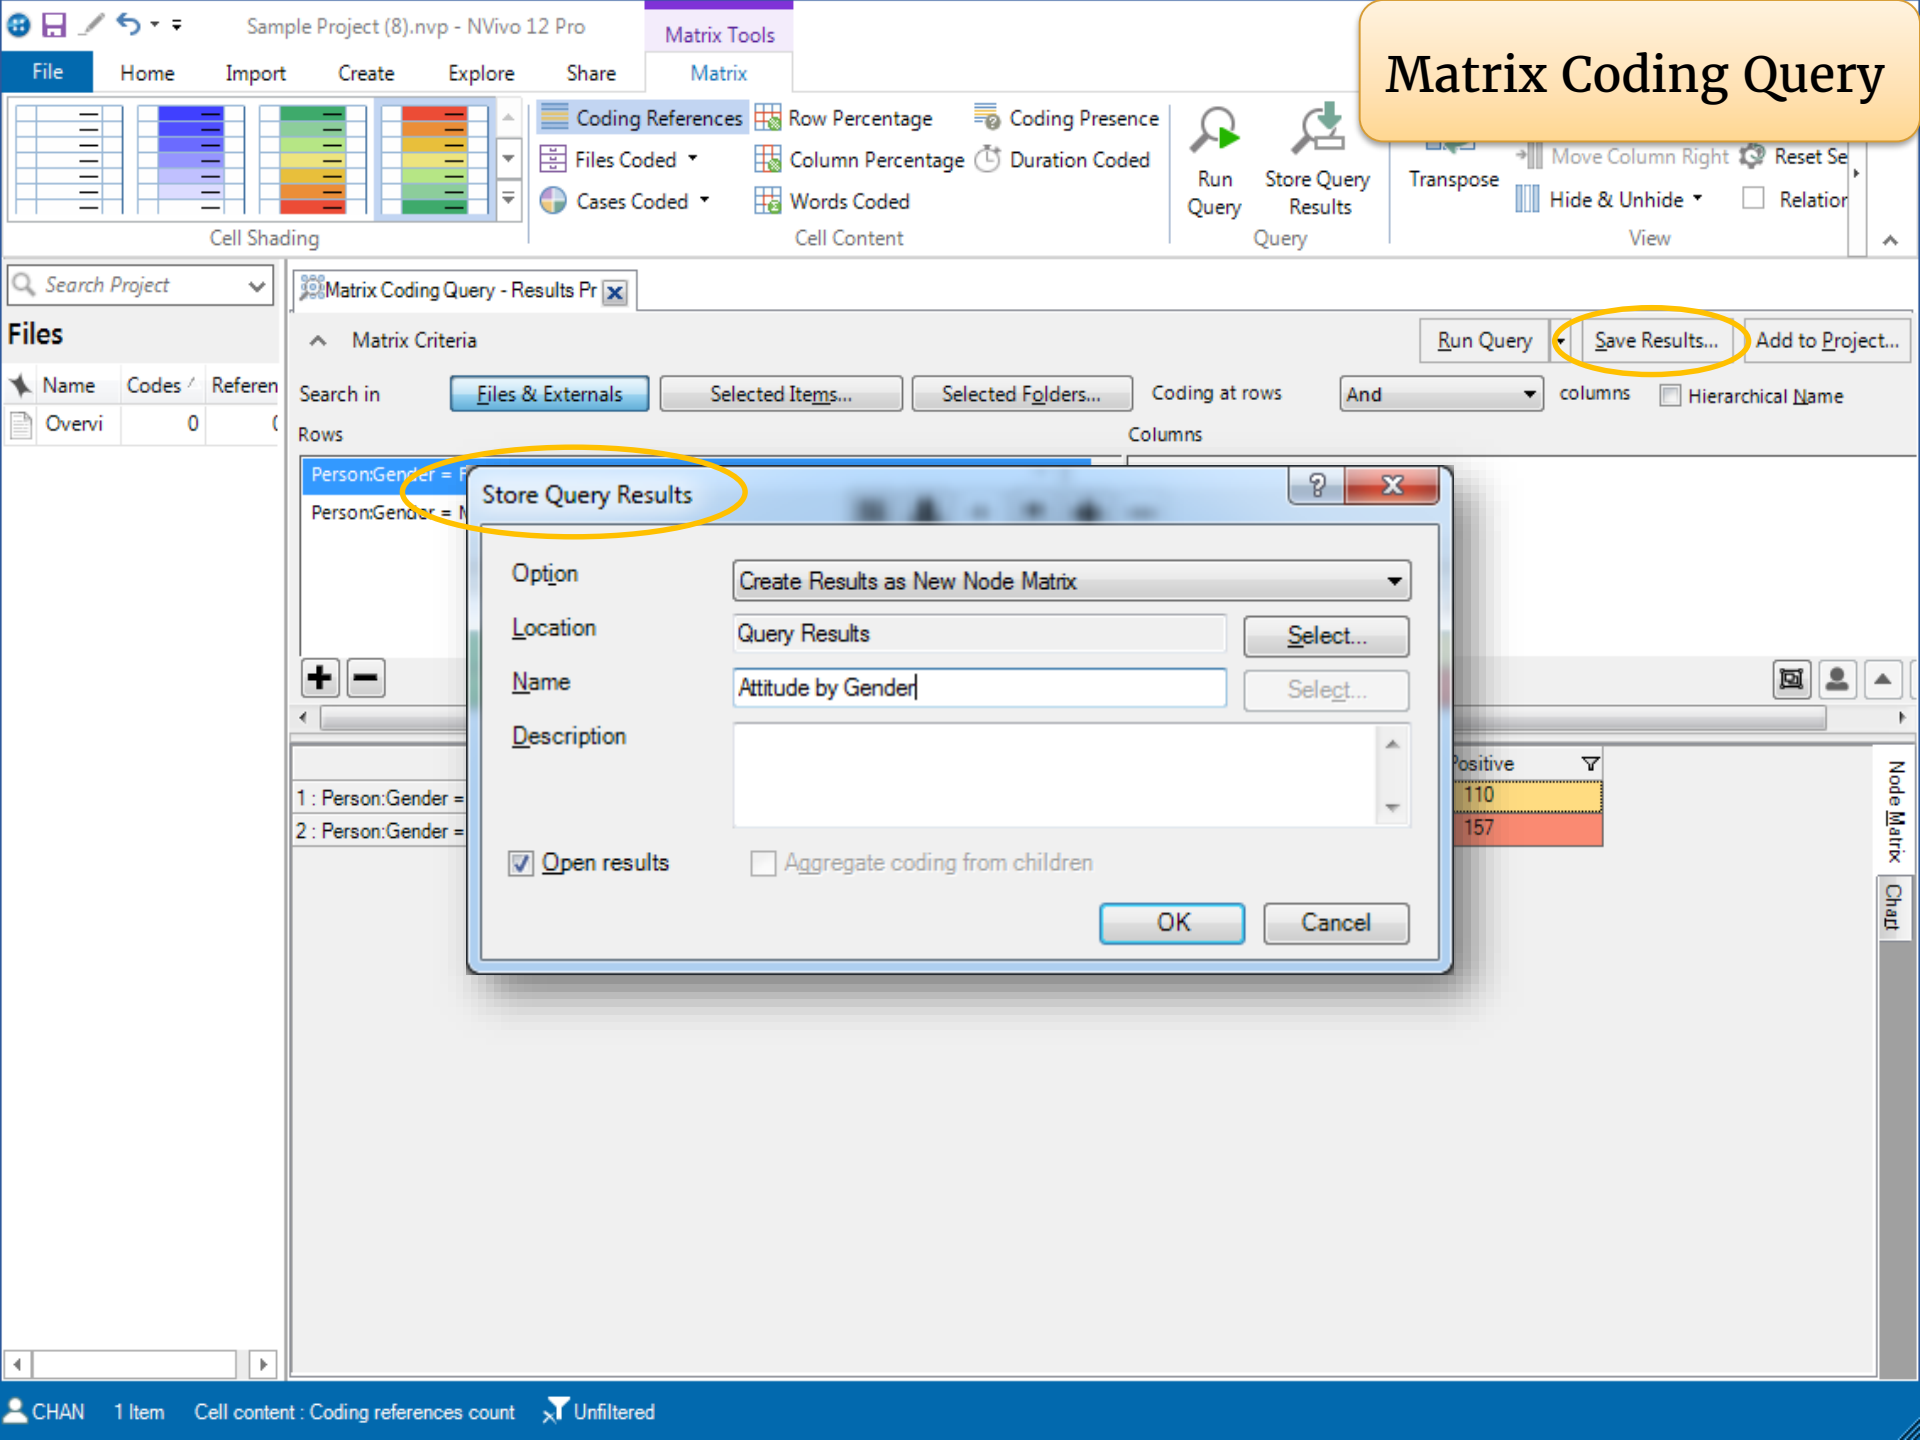 Sample Project (8).nvp - NVivo 12 Pro
Matrix Tools
Matrix Coding Query
File Home Import Create Explore Share Matrix
Coding References Row Percentage Coding Presence
Files Coded Column Percentage Duration Coded
Cases Coded Words Coded
Run Query
Store Query Results
Transpose
Move Column Right Reset Se
Hide & Unhide Relation
Cell Shading Cell Content Query View
Search Project
Matrix Coding Query - Results Pr
Files
Matrix Criteria
Run Query Save Results... Add to Project...
Name Codes Referen
Search in Files & Externals Selected Items... Selected Folders... Coding at rows And columns Hierarchical Name
Overvi 0
Rows Columns
Person:Gender = F
Person:Gender = M
Store Query Results
Option Create Results as New Node Matrix
Location Query Results Select...
Name Attitude by Gender Select...
Description
Open results Aggregate coding from children
OK Cancel
Positive
1 : Person:Gender = 110
2 : Person:Gender = 157
Node Matrix
Chart
CHAN 1 Item Cell content : Coding references count Unfiltered